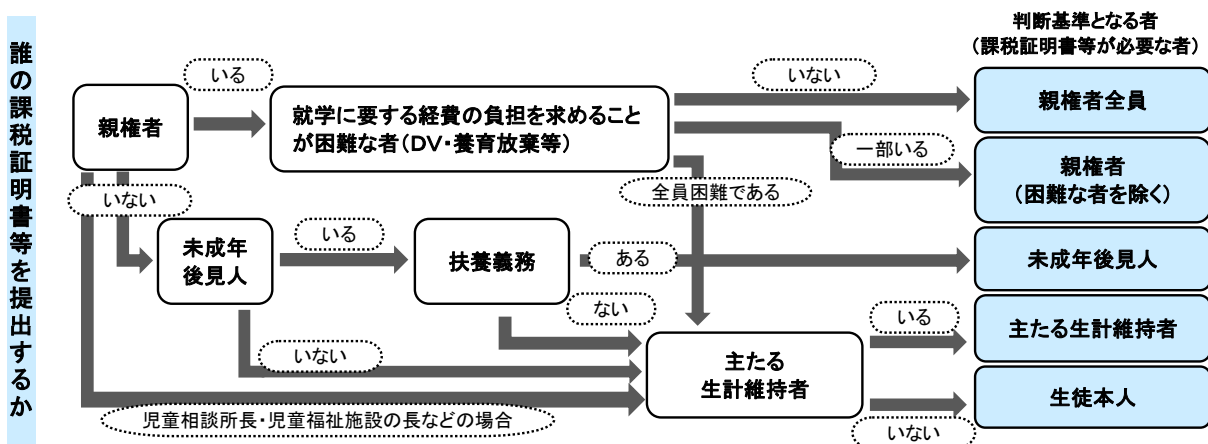 誰の課税証明書等を提出するか
判断基準となる者
（課税証明書等が必要な者）
親権者
いる
就学に要する経費の負担を求めること
が困難な者（DV・養育放棄等）
いない
親権者全員
一部いる
親権者
（困難な者を除く）
全員困難である
いない
未成年
後見人
いる
扶養義務
ある
未成年後見人
ない
いない
主たる
生計維持者
いる
主たる生計維持者
児童相談所長・児童福祉施設の長などの場合
いない
生徒本人